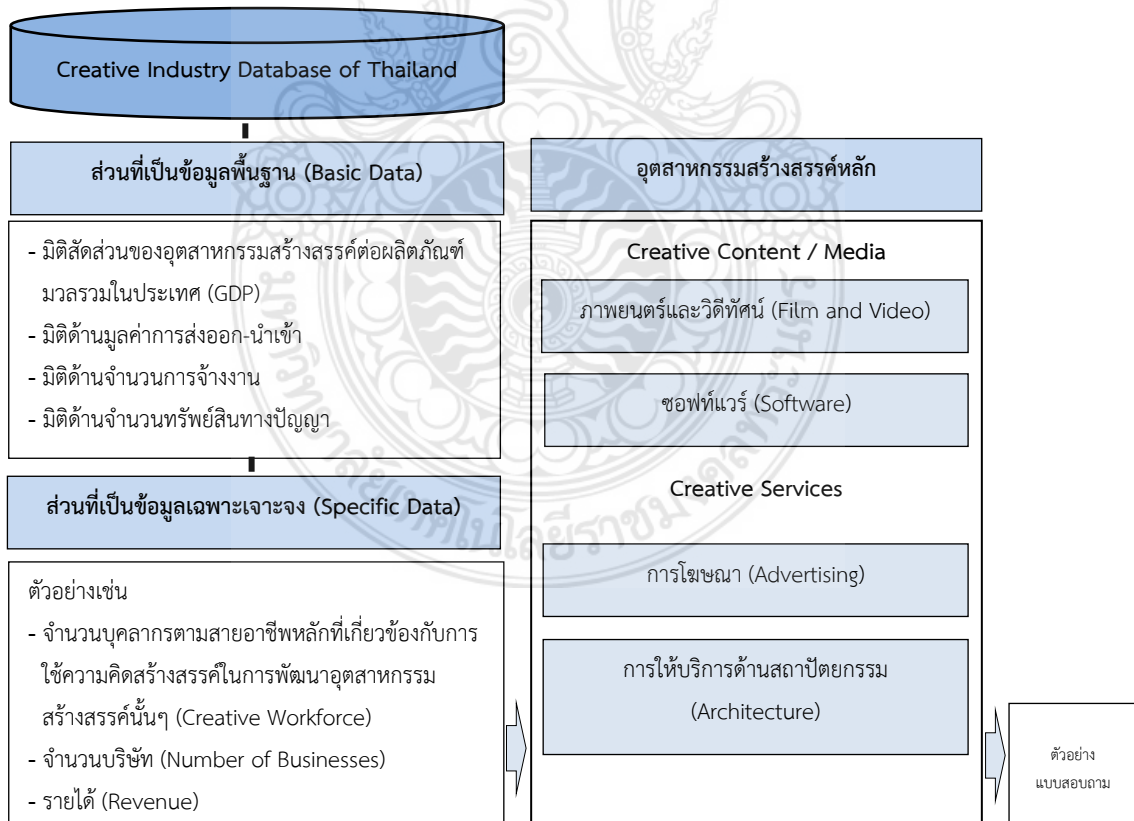 Creative Industry Database of Thailand
ส่วนที่เป็นข้อมูลพื้นฐาน (Basic Data)
- มิติสัดส่วนของอุตสาหกรรมสร้างสรรค์ต่อผลิตภัณฑ์
มวลรวมในประเทศ (GDP)
- มิติด้านมูลค่าการส่งออก-นำเข้า
- มิติด้านจำนวนการจ้างงาน
- มิติด้านจำนวนทรัพย์สินทางปัญญา
ส่วนที่เป็นข้อมูลเฉพาะเจาะจง (Specific Data)
ตัวอย่างเช่น
- จำนวนบุคลากรตามสายอาชีพหลักที่เกี่ยวข้องกับการ
ใช้ความคิดสร้างสรรค์ในการพัฒนาอุตสาหกรรม
สร้างสรรค์นั้นๆ (Creative Workforce)
- จำนวนบริษัท (Number of Businesses)
- รายได้ (Revenue)
อุตสาหกรรมสร้างสรรค์หลัก
Creative Content / Media
ภาพยนตร์และวิดีทัศน์ (Film and Video)
ซอฟท์แวร์ (Software)
Creative Services
การโฆษณา (Advertising)
การให้บริการด้านสถาปัตยกรรม
(Architecture)
ตัวอย่าง
แบบสอบถาม